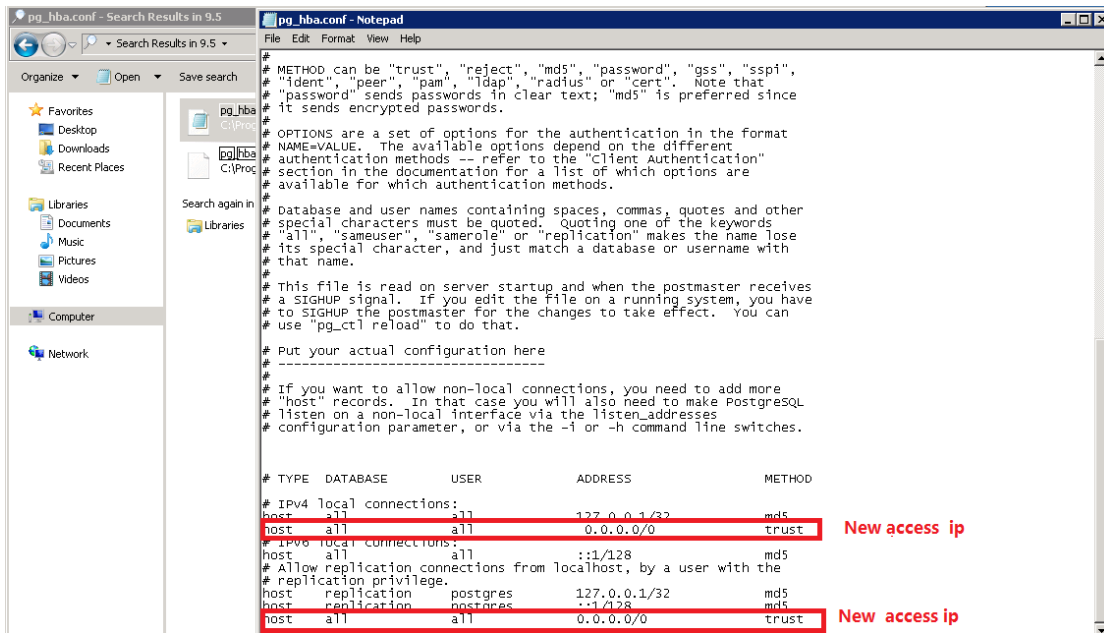 pg_hba.conf - Search Results in 9.5
Search Results in 9.5
Organize
Open
Save search
Favorites
Desktop
Downloads
Recent Places
Libraries
Documents
Music
Pictures
Videos
Computer
Network
pg_hba
C:\Prog
pg_hba
C:\Prog
Search again in
Libraries
pg_hba.conf - Notepad
File Edit Format View Help
#
# METHOD can be "trust", "reject", "md5", "password", "gss", "sspi",
# "ident", "peer", "pam", "ldap", "radius" or "cert". Note that
# "password" sends passwords in clear text; "md5" is preferred since
# it sends encrypted passwords.
#
# OPTIONS are a set of options for the authentication in the format
# NAME=VALUE. The available options depend on the different
# authentication methods -- refer to the "Client Authentication"
# section in the documentation for a list of which options are
# available for which authentication methods.
#
# Database and user names containing spaces, commas, quotes and other
# special characters must be quoted. Quoting one of the keywords
# "all", "sameuser", "samerole" or "replication" makes the name lose
# its special character, and just match a database or username with
# that name.
#
# This file is read on server startup and when the postmaster receives
# a SIGHUP signal. If you edit the file on a running system, you have
# to SIGHUP the postmaster for the changes to take effect. You can
# use "pg_ctl reload" to do that.
# Put your actual configuration here
# ----------------------------------
#
# If you want to allow non-local connections, you need to add more
# "host" records. In that case you will also need to make PostgreSQL
# listen on a non-local interface via the listen_addresses
# configuration parameter, or via the -i or -h command line switches.
# TYPE DATABASE USER ADDRESS METHOD
# IPv4 local connections:
host all all 127.0.0.1/32 md5
host all all 0.0.0.0/0 trust
New access ip
# IPv6 local connections:
host all all ::1/128 md5
# Allow replication connections from localhost, by a user with the
# replication privilege.
host replication postgres 127.0.0.1/32 md5
host replication postgres ::1/128 md5
host all all 0.0.0.0/0 trust
New access ip